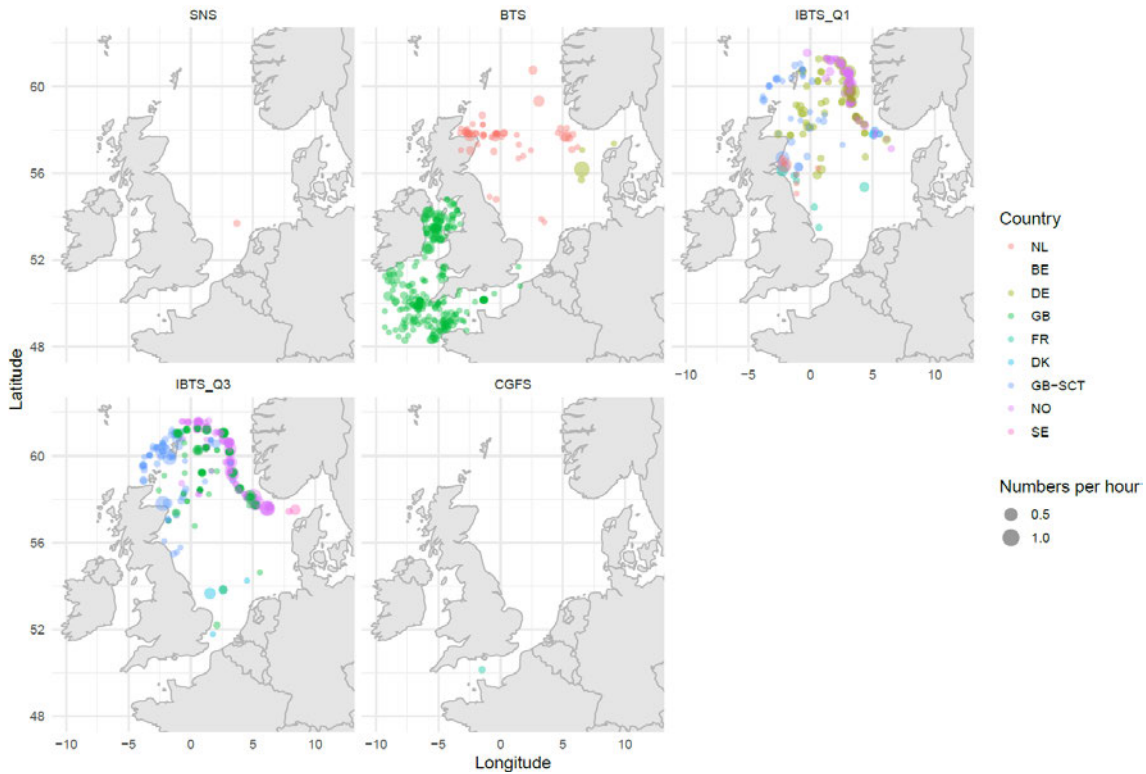 SNS
BTS
IBTS_Q1
60
56
52
48
−10 −5 0 5 10
IBTS_Q3
CGFS
60
56
52
48
−10 −5 0 5 10
−10 −5 0 5 10
Latitude
Longitude
Country
NL
BE
DE
GB
FR
DK
GB−SCT
NO
SE
Numbers per hour
0.5
1.0